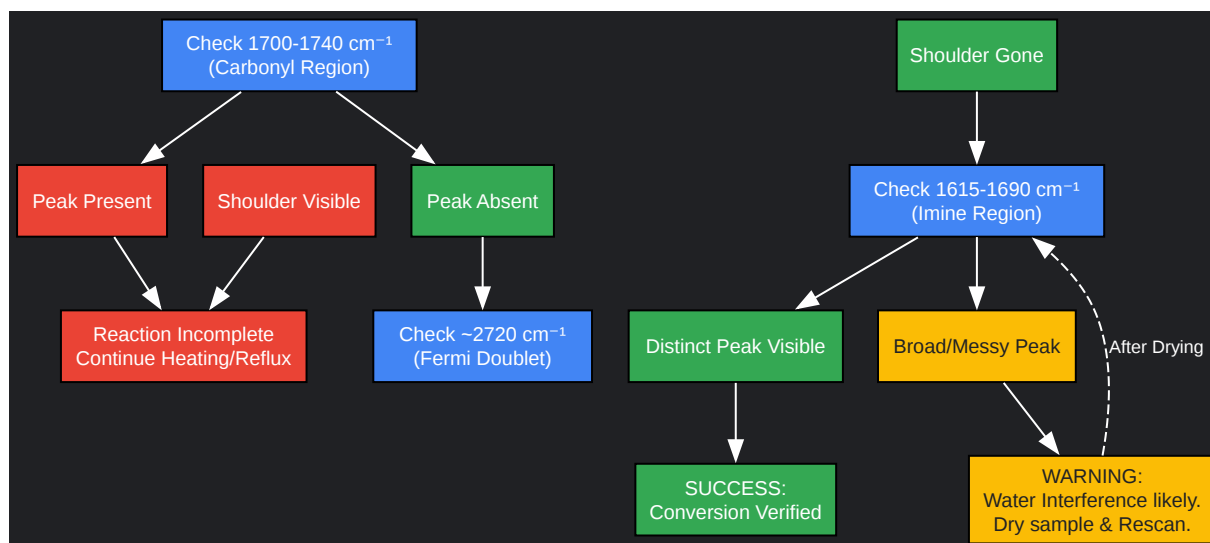 Check 1700-1740 cm⁻¹
(Carbonyl Region)
Shoulder Gone
Peak Present
Shoulder Visible
Peak Absent
Check 1615-1690 cm⁻¹
(Imine Region)
Reaction Incomplete
Continue Heating/Reflux
Check ~2720 cm⁻¹
(Fermi Doublet)
Distinct Peak Visible
Broad/Messy Peak
After Drying
SUCCESS:
Conversion Verified
WARNING:
Water Interference likely.
Dry sample & Rescan.